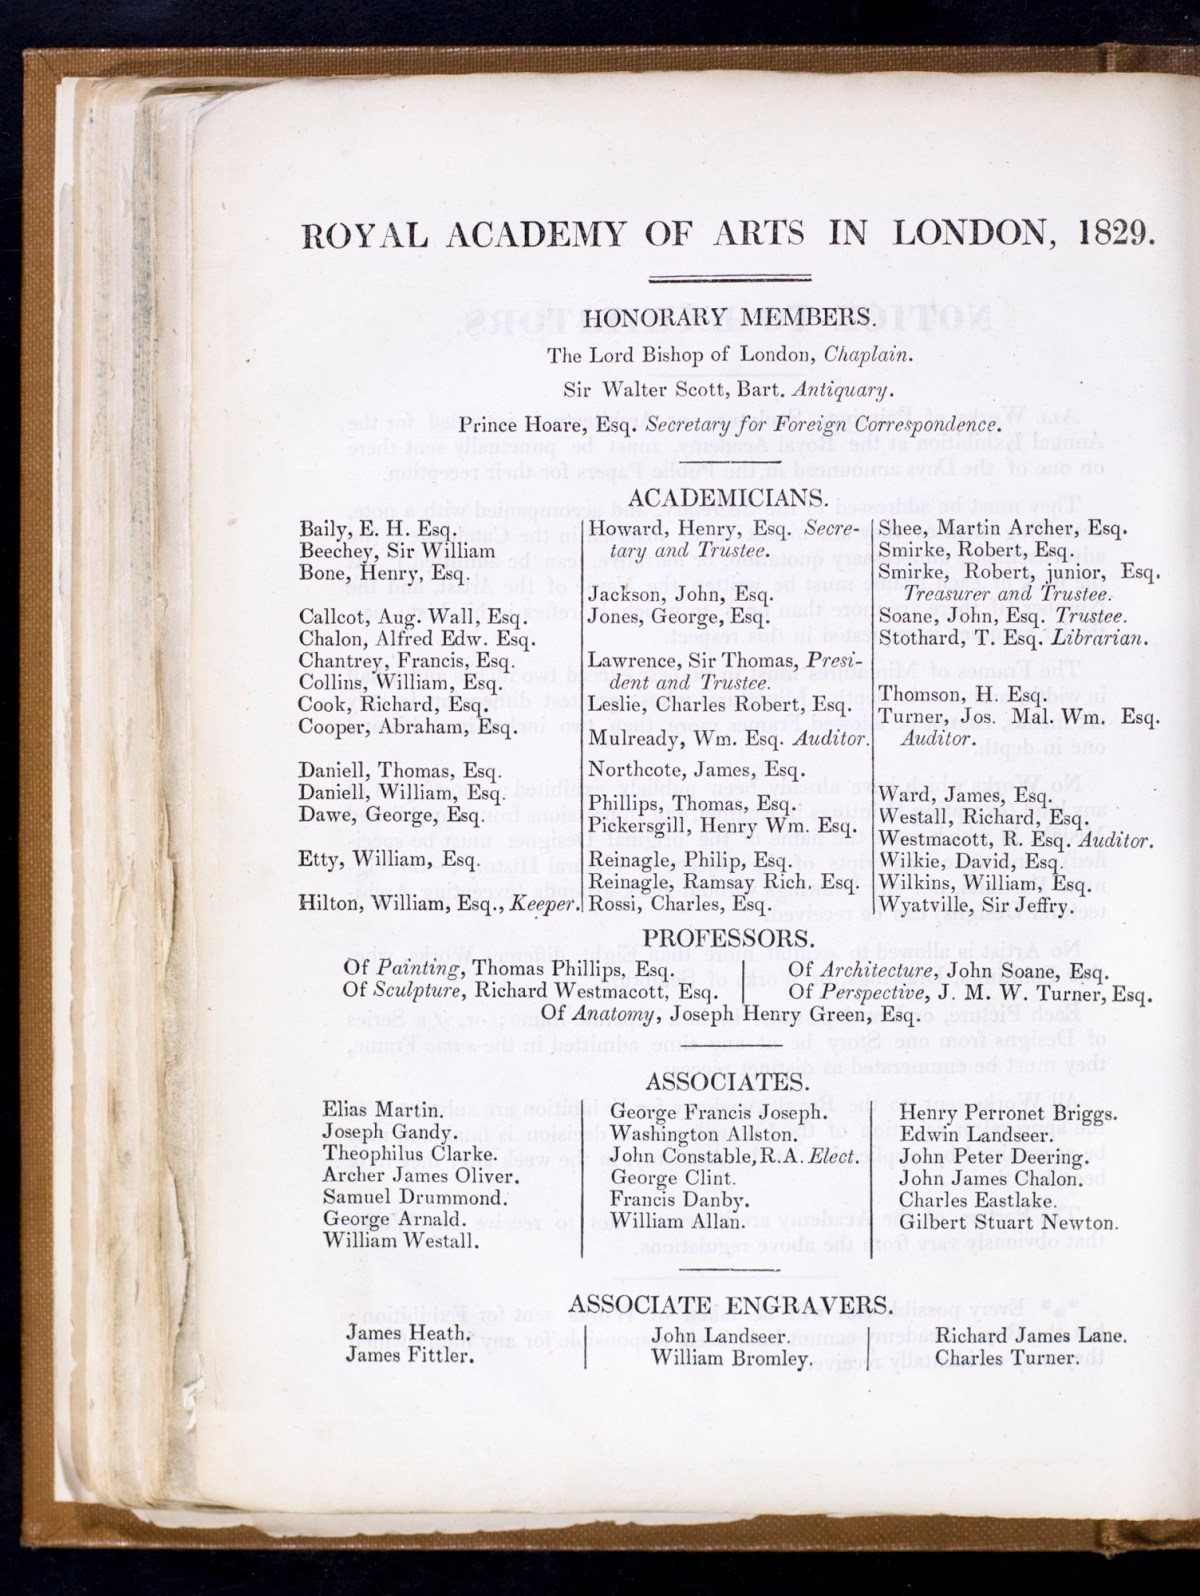 ROYAL ACADEMY OF ARTS IN LONDON, 1829.
HONORARY MEMBERS.
The Lord Bishop of London, Chaplain.
Sir Walter Scott, Bart. Antiquary.
Prince Hoare, Esq. Secretary for Foreign Correspondence.
ACADEMICIANS.
Baily, E. H. Esq.
Beechey, Sir William
Bone, Henry, Esq.
Callcot, Aug. Wall, Esq.
Chalon, Alfred Edw. Esq.
Chantrey, Francis, Esq.
Collins, William, Esq.
Cook, Richard, Esq.
Cooper, Abraham, Esq.
Daniell, Thomas, Esq.
Daniell, William, Esq.
Dawe, George, Esq.
Etty, William, Esq.
Hilton, William, Esq., Keeper.
Howard, Henry, Esq. Secre-
tary and Trustee.
Jackson, John, Esq.
Jones, George, Esq.
Lawrence, Sir Thomas, Presi-
dent and Trustee.
Leslie, Charles Robert, Esq.
Mulready, Wm. Esq. Auditor.
Northcote, James, Esq.
Phillips, Thomas, Esq.
Pickersgill, Henry Wm. Esq.
Reinagle, Philip, Esq.
Reinagle, Ramsay Rich. Esq.
Rossi, Charles, Esq.
Shee, Martin Archer, Esq.
Smirke, Robert, Esq.
Smirke, Robert, junior, Esq.
Treasurer and Trustee.
Soane, John, Esq. Trustee.
Stothard, T. Esq. Librarian.
Thomson, H. Esq.
Turner, Jos. Mal. Wm. Esq.
Auditor.
Ward, James, Esq.
Westall, Richard, Esq.
Westmacott, R. Esq. Auditor.
Wilkie, David, Esq.
Wilkins, William, Esq.
Wyatville, Sir Jeffry.
PROFESSORS.
Of Painting, Thomas Phillips, Esq.
Of Sculpture, Richard Westmacott, Esq.
Of Architecture, John Soane, Esq.
Of Perspective, J. M. W. Turner, Esq.
Of Anatomy, Joseph Henry Green, Esq.
ASSOCIATES.
Elias Martin.
Joseph Gandy.
Theophilus Clarke.
Archer James Oliver.
Samuel Drummond.
George Arnald.
William Westall.
George Francis Joseph.
Washington Allston.
John Constable, R.A. Elect.
George Clint.
Francis Danby.
William Allan.
Henry Perronet Briggs.
Edwin Landseer.
John Peter Deering.
John James Chalon.
Charles Eastlake.
Gilbert Stuart Newton.
ASSOCIATE ENGRAVERS.
James Heath.
James Fittler.
John Landseer.
William Bromley.
Richard James Lane.
Charles Turner.